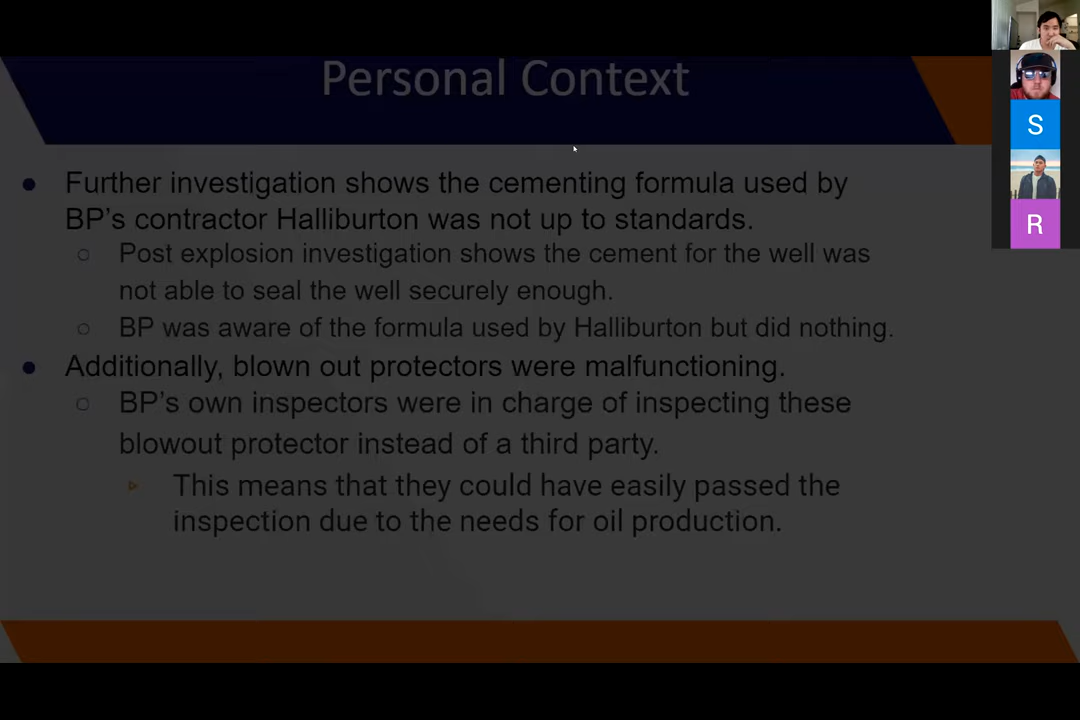 Personal Context
Further investigation shows the cementing formula used by
BP's contractor Halliburton was not up to standards.
Post explosion investigation shows the cement for the well was
not able to seal the well securely enough.
BP was aware of the formula used by Halliburton but did nothing.
Additionally, blown out protectors were malfunctioning.
BP's own inspectors were in charge of inspecting these
blowout protector instead of a third party.
This means that they could have easily passed the
inspection due to the needs for oil production.
S
R